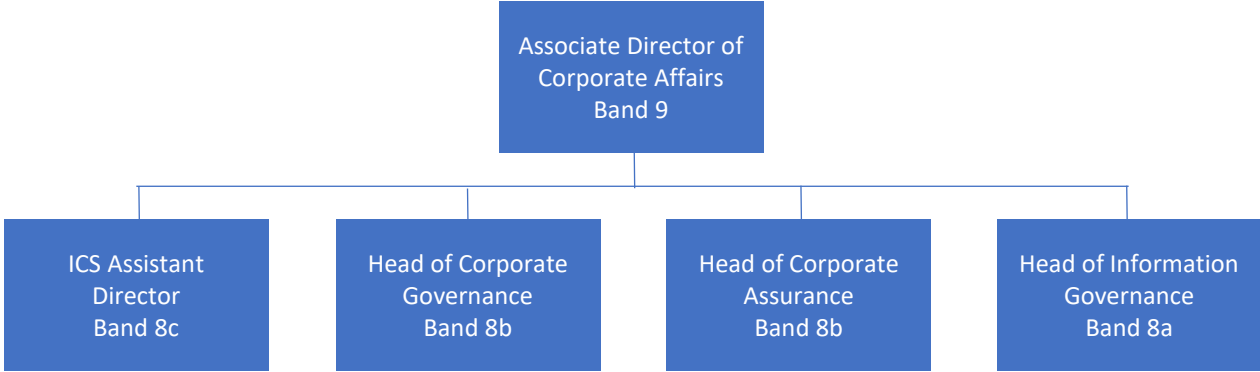 Associate Director of
Corporate Affairs
Band 9
ICS Assistant
Director
Band 8c
Head of Corporate
Governance
Band 8b
Head of Corporate
Assurance
Band 8b
Head of Information
Governance
Band 8a